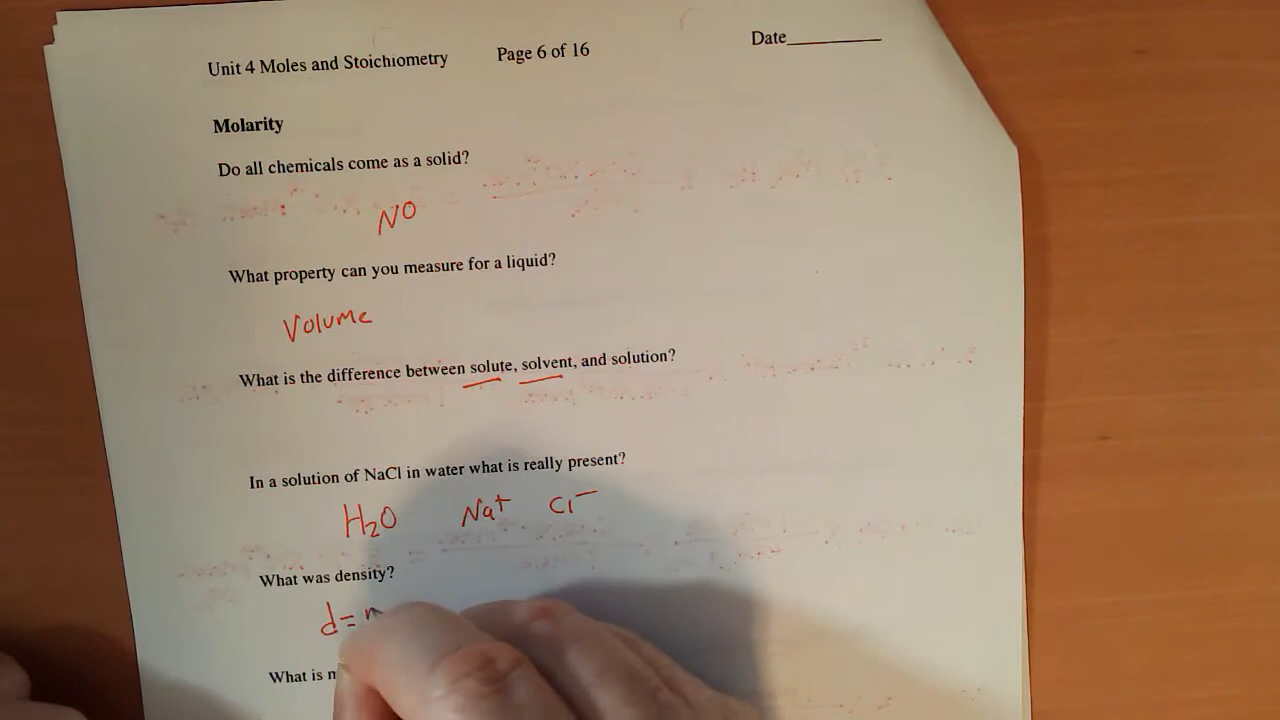 Unit 4 Moles and Stoichiometry Page 6 of 16 Date__________
Molarity
Do all chemicals come as a solid?
NO
What property can you measure for a liquid?
Volume
What is the difference between solute, solvent, and solution?
In a solution of NaCl in water what is really present?
H₂O Na⁺ Cl⁻
What was density?
d=
What is